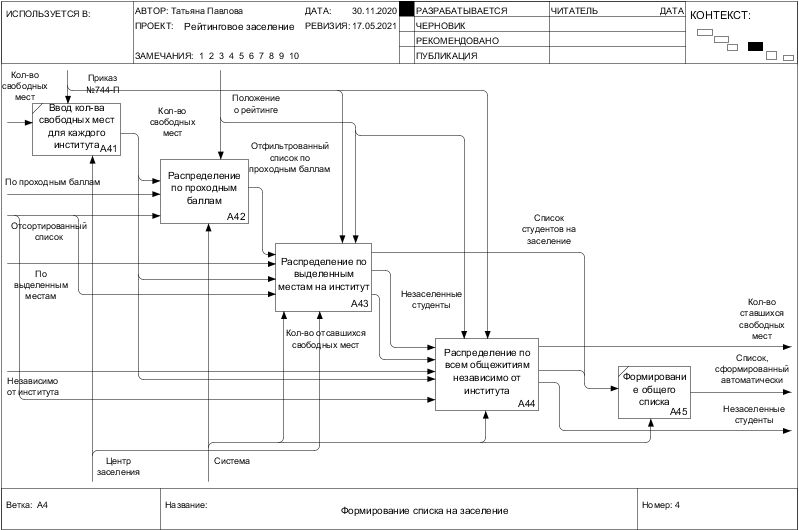 ИСПОЛЬЗУЕТСЯ В:
АВТОР: Татьяна Павлова
ДАТА: 30.11.2020
ПРОЕКТ: Рейтинговое заселение
РЕВИЗИЯ: 17.05.2021
ЗАМЕЧАНИЯ: 1 2 3 4 5 6 7 8 9 10
РАЗРАБАТЫВАЕТСЯ
ЧЕРНОВИК
РЕКОМЕНДОВАНО
ПУБЛИКАЦИЯ
ЧИТАТЕЛЬ
ДАТА
КОНТЕКСТ:
Кол-во
свободных
мест
Приказ
№744-П
Ввод кол-ва
свободных мест
для каждого
института
A41
Кол-во
свободных
мест
Положение
о рейтинге
По проходным баллам
Распределение
по проходным
баллам
A42
Отфильтрованный
список по
проходным баллам
Отсортированный
список
По
выделенным
местам
Распределение по
выделенным
местам на институт
A43
Список
студентов на
заселение
Незаселенные
студенты
Кол-во отсавшихся
свободных мест
Независимо
от института
Распределение по
всем общежитиям
независимо от
института
A44
Формировани
е общего
списка
A45
Кол-во
ставшихся
свободных
мест
Список,
сформированный
автоматически
Незаселенные
студенты
Центр
заселения
Система
Ветка: A4
Название:
Формирование списка на заселение
Номер: 4